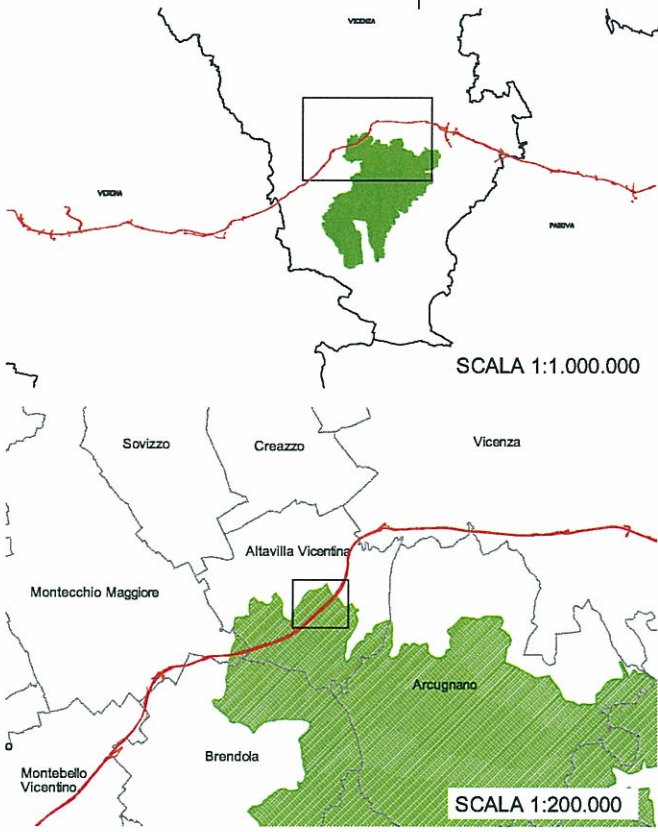 VICENZA
VERONA
PADOVA
SCALA 1:1.000.000
Sovizzo
Creazzo
Vicenza
Altavilla Vicentina
Montecchio Maggiore
Arcugnano
Brendola
Montebello
Vicentino
SCALA 1:200.000